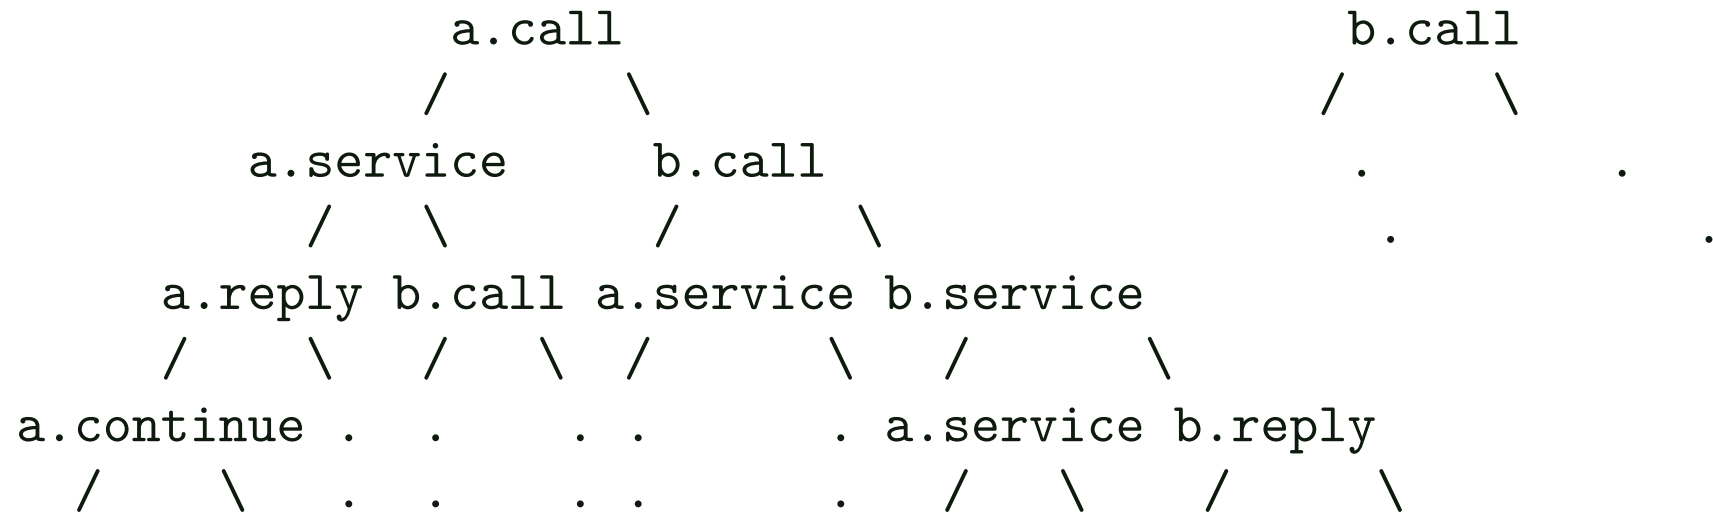 a.call b.call
/ \ / \
a.service b.call . .
/ \ / \ . .
a.reply b.call a.service b.service
/ \ / \ / \ / \
a.continue . . . . . a.service b.reply
/ \ . . . . . / \ / \